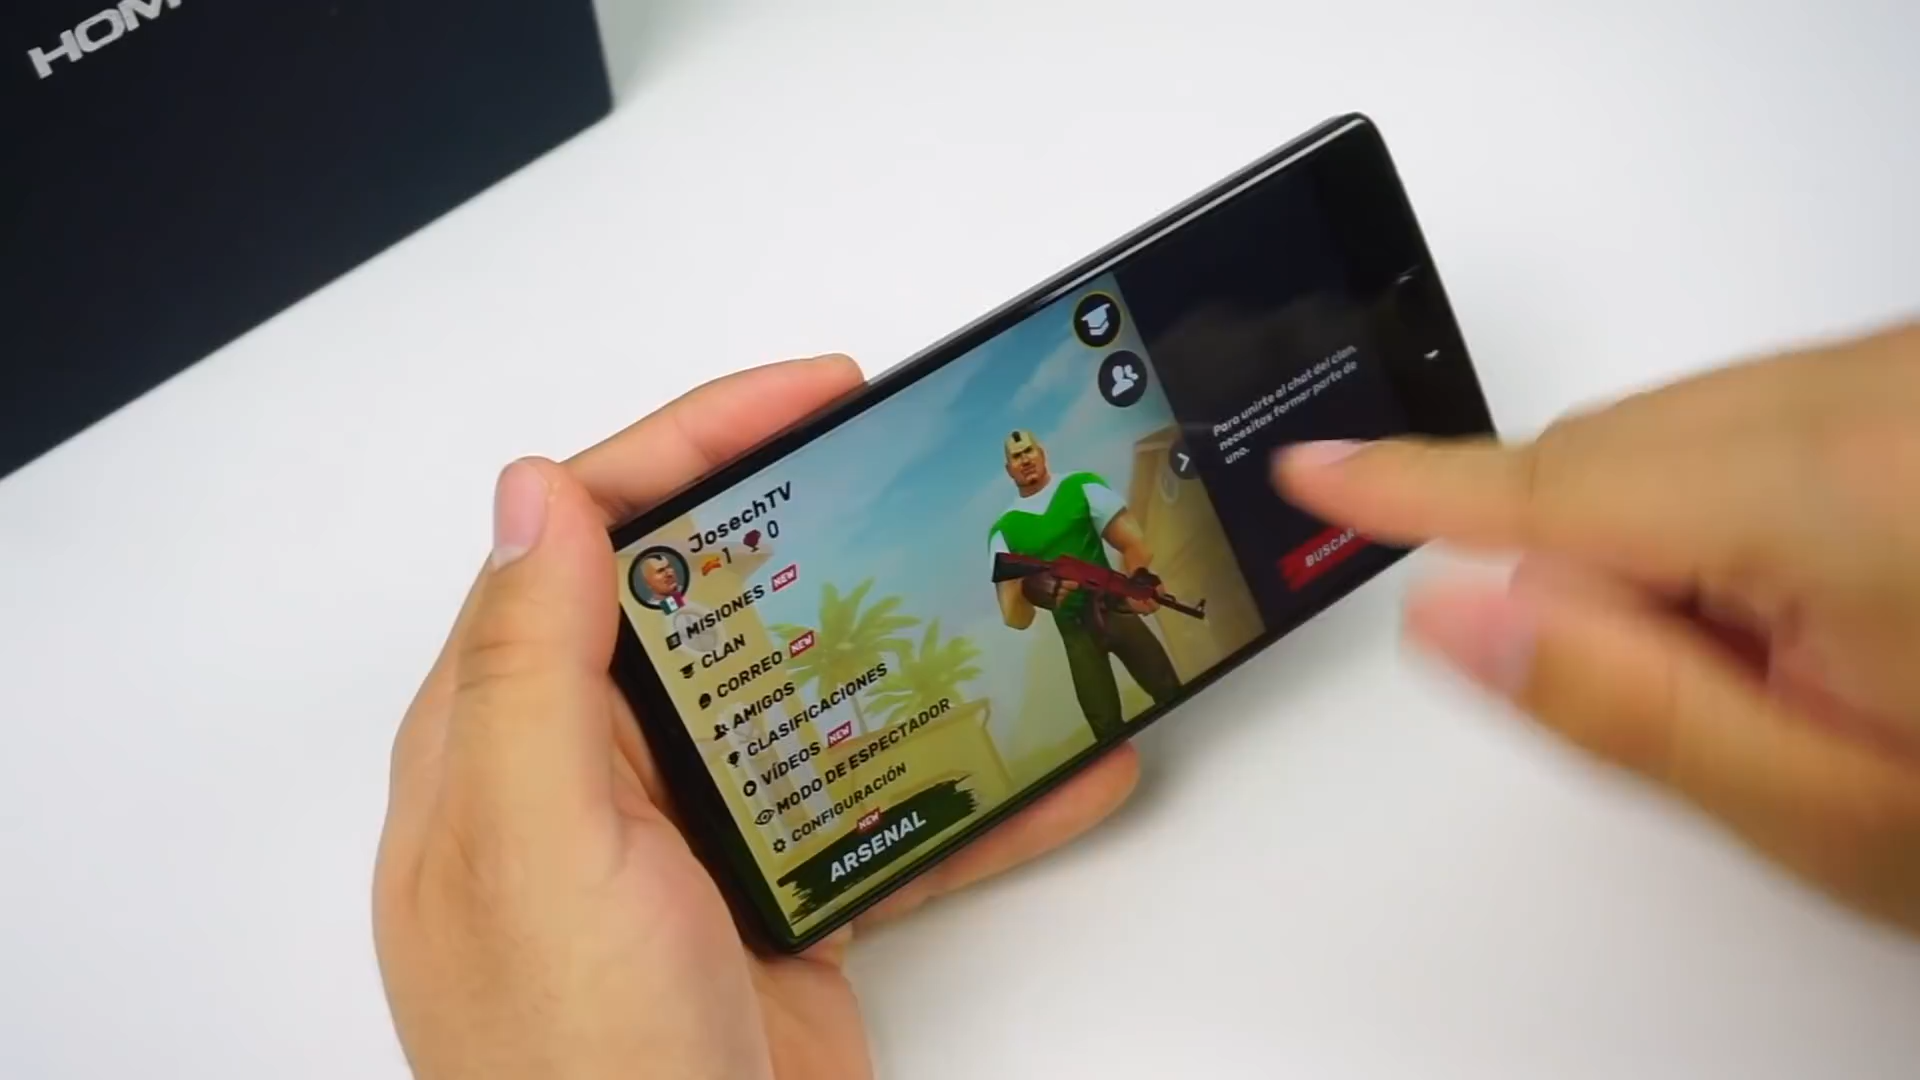 HOM
JosechTV
1 0
MISIONES NEW
CLAN
CORREO NEW
AMIGOS
CLASIFICACIONES
VÍDEOS NEW
MODO DE ESPECTADOR
CONFIGURACIÓN
NEW
ARSENAL
Para unirte al chat del clan,
necesitas formar parte de
uno.
BUSCAR